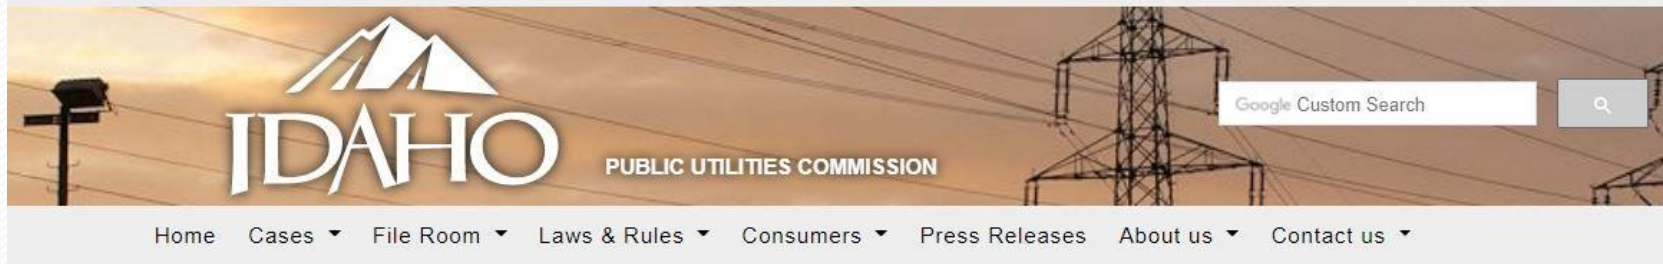 Google Custom Search
IDAHO
PUBLIC UTILITIES COMMISSION
Home Cases File Room Laws & Rules Consumers Press Releases About us Contact us